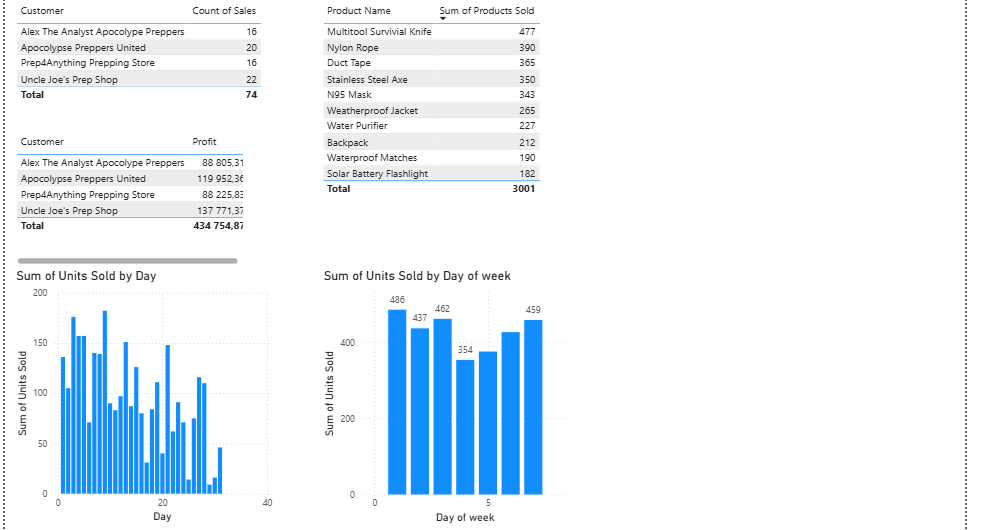 Customer Count of Sales
Alex The Analyst Apocolype Preppers 16
Apocolypse Preppers United 20
Prep4Anything Prepping Store 16
Uncle Joe's Prep Shop 22
Total 74
Product Name Sum of Products Sold
Multitool Survivial Knife 477
Nylon Rope 390
Duct Tape 365
Stainless Steel Axe 350
N95 Mask 343
Weatherproof Jacket 265
Water Purifier 227
Backpack 212
Waterproof Matches 190
Solar Battery Flashlight 182
Total 3001
Customer Profit
Alex The Analyst Apocolype Preppers 88 805,31
Apocolypse Preppers United 119 952,36
Prep4Anything Prepping Store 88 225,83
Uncle Joe's Prep Shop 137 771,37
Total 434 754,87
Sum of Units Sold by Day
Sum of Units Sold
200
150
100
50
0
0 20 40
Day
Sum of Units Sold by Day of week
Sum of Units Sold
400
200
0
486
437
462
354
459
0 5
Day of week